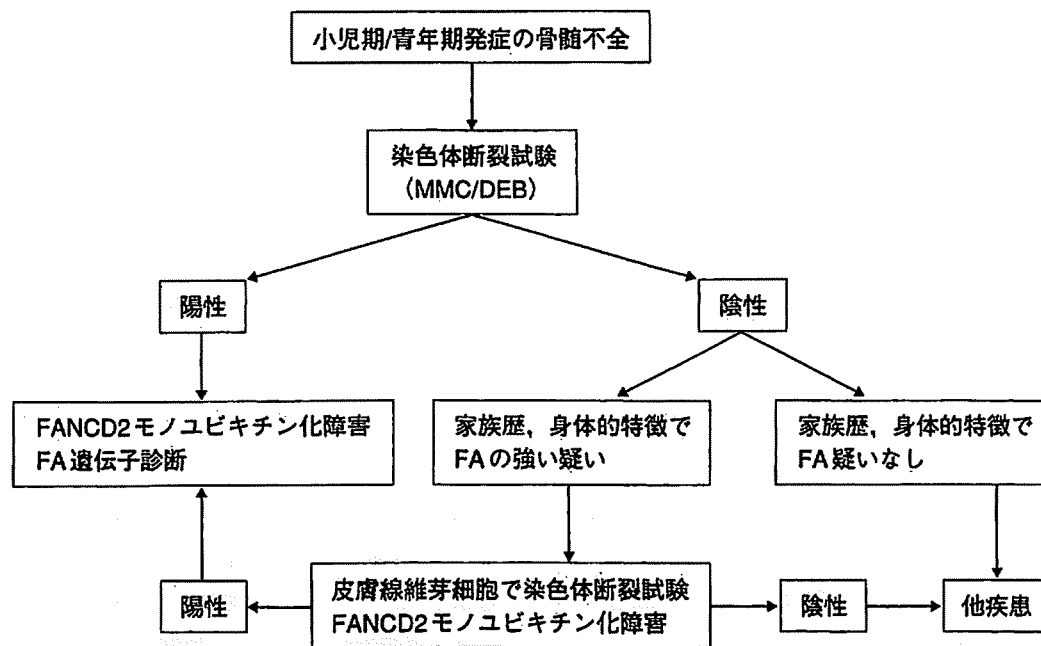 小児期/青年期発症の骨髄不全
染色体断裂試験
（MMC/DEB）
陽性
陰性
FANCD2モノユビキチン化障害
FA遺伝子診断
家族歴，身体的特徴で
FAの強い疑い
家族歴，身体的特徴で
FA疑いなし
陽性
皮膚線維芽細胞で染色体断裂試験
FANCD2モノユビキチン化障害
陰性
他疾患